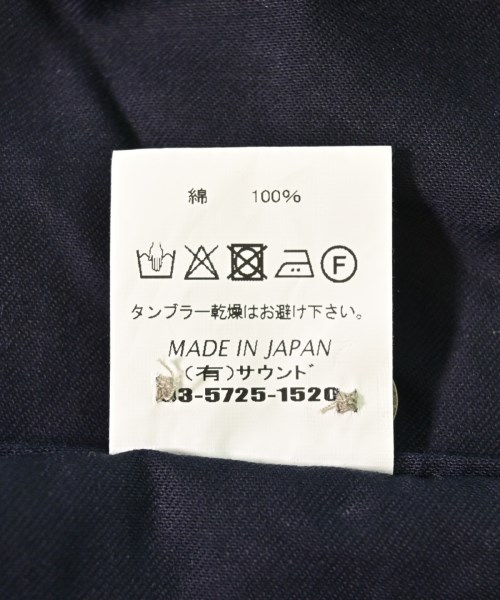 綿 100%
F
タンブラー乾燥はお避け下さい。
MADE IN JAPAN
(有)サウンド
03-5725-1520